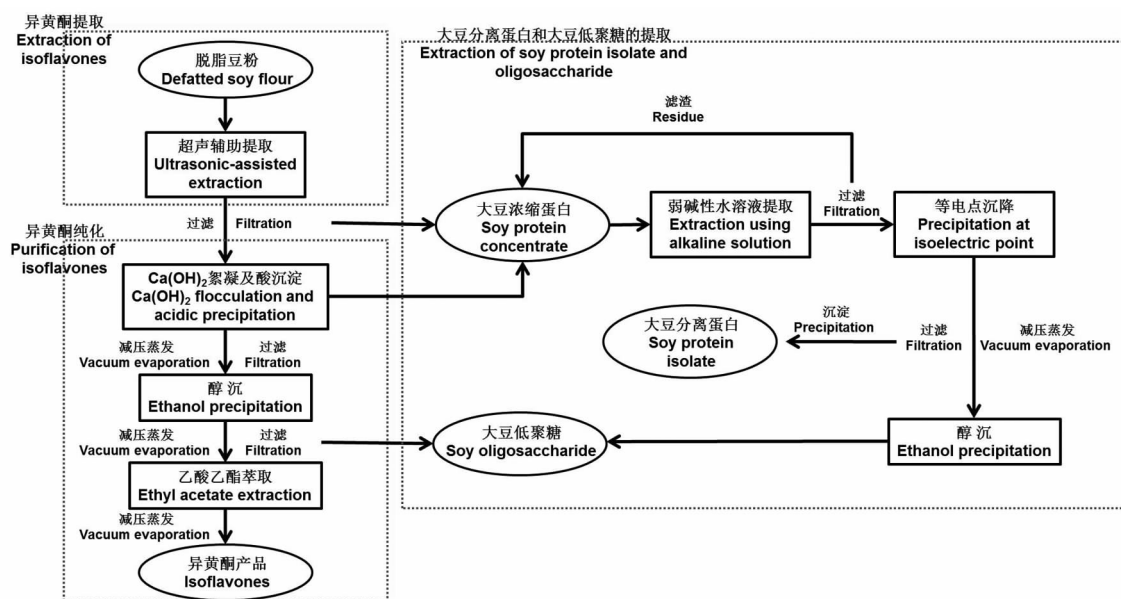 异黄酮提取
Extraction of
isoflavones
脱脂豆粉
Defatted soy flour
超声辅助提取
Ultrasonic-assisted
extraction
过滤 Filtration
异黄酮纯化
Purification of
isoflavones
Ca(OH)₂絮凝及酸沉淀
Ca(OH)₂ flocculation and
acidic precipitation
减压蒸发 过滤
Vacuum evaporation Filtration
醇 沉
Ethanol precipitation
减压蒸发 过滤
Vacuum evaporation Filtration
乙酸乙酯萃取
Ethyl acetate extraction
减压蒸发
Vacuum evaporation
异黄酮产品
Isoflavones
大豆分离蛋白和大豆低聚糖的提取
Extraction of soy protein isolate and
oligosaccharide
滤渣
Residue
大豆浓缩蛋白
Soy protein
concentrate
弱碱性水溶液提取
Extraction using
alkaline solution
过滤
Filtration
等电点沉降
Precipitation at
isoelectric point
大豆分离蛋白
Soy protein
isolate
沉淀
Precipitation
过滤
Filtration
减压蒸发
Vacuum evaporation
大豆低聚糖
Soy oligosaccharide
醇 沉
Ethanol precipitation